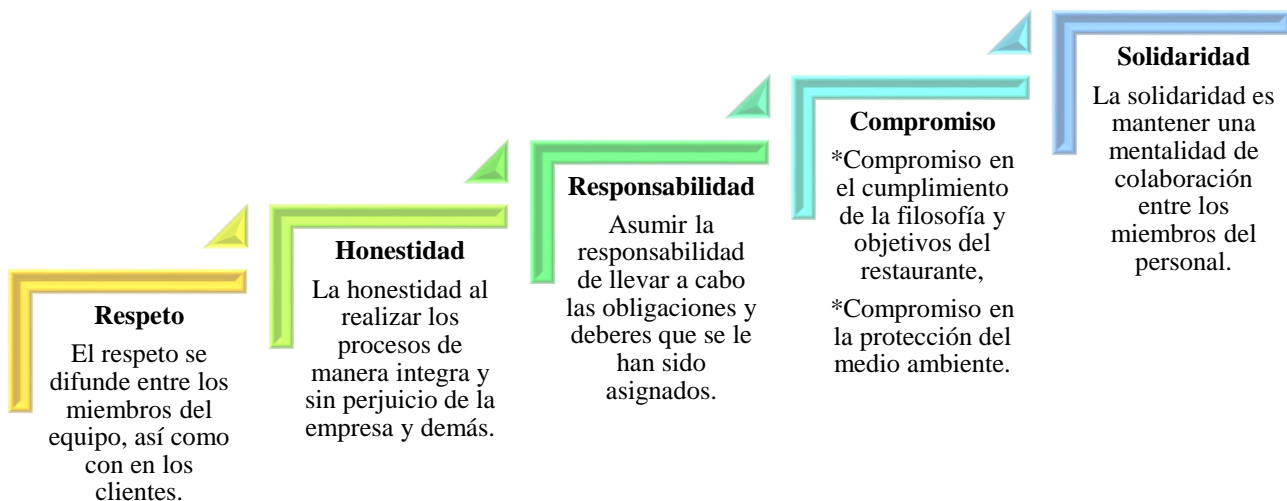 Respeto
El respeto se
difunde entre los
miembros del
equipo, así como
con en los
clientes.
Honestidad
La honestidad al
realizar los
procesos de
manera integra y
sin perjuicio de la
empresa y demás.
Responsabilidad
Asumir la
responsabilidad
de llevar a cabo
las obligaciones y
deberes que se le
han sido
asignados.
Compromiso
*Compromiso en
el cumplimiento
de la filosofía y
objetivos del
restaurante,
*Compromiso en
la protección del
medio ambiente.
Solidaridad
La solidaridad es
mantener una
mentalidad de
colaboración
entre los
miembros del
personal.